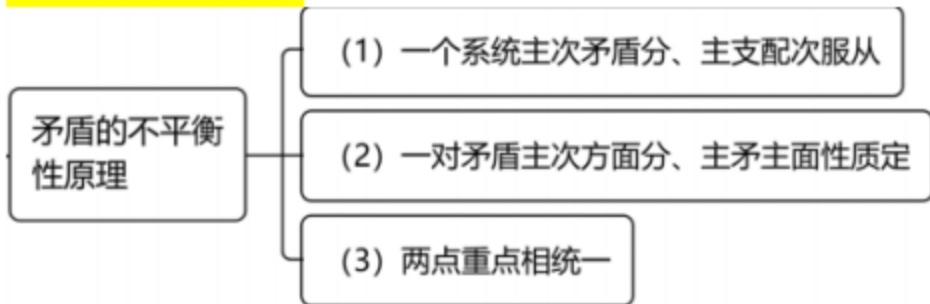 （1）一个系统主次矛盾分、主支配次服从
矛盾的不平衡
性原理
（2）一对矛盾主次方面分、主矛主面性质定
（3）两点重点相统一